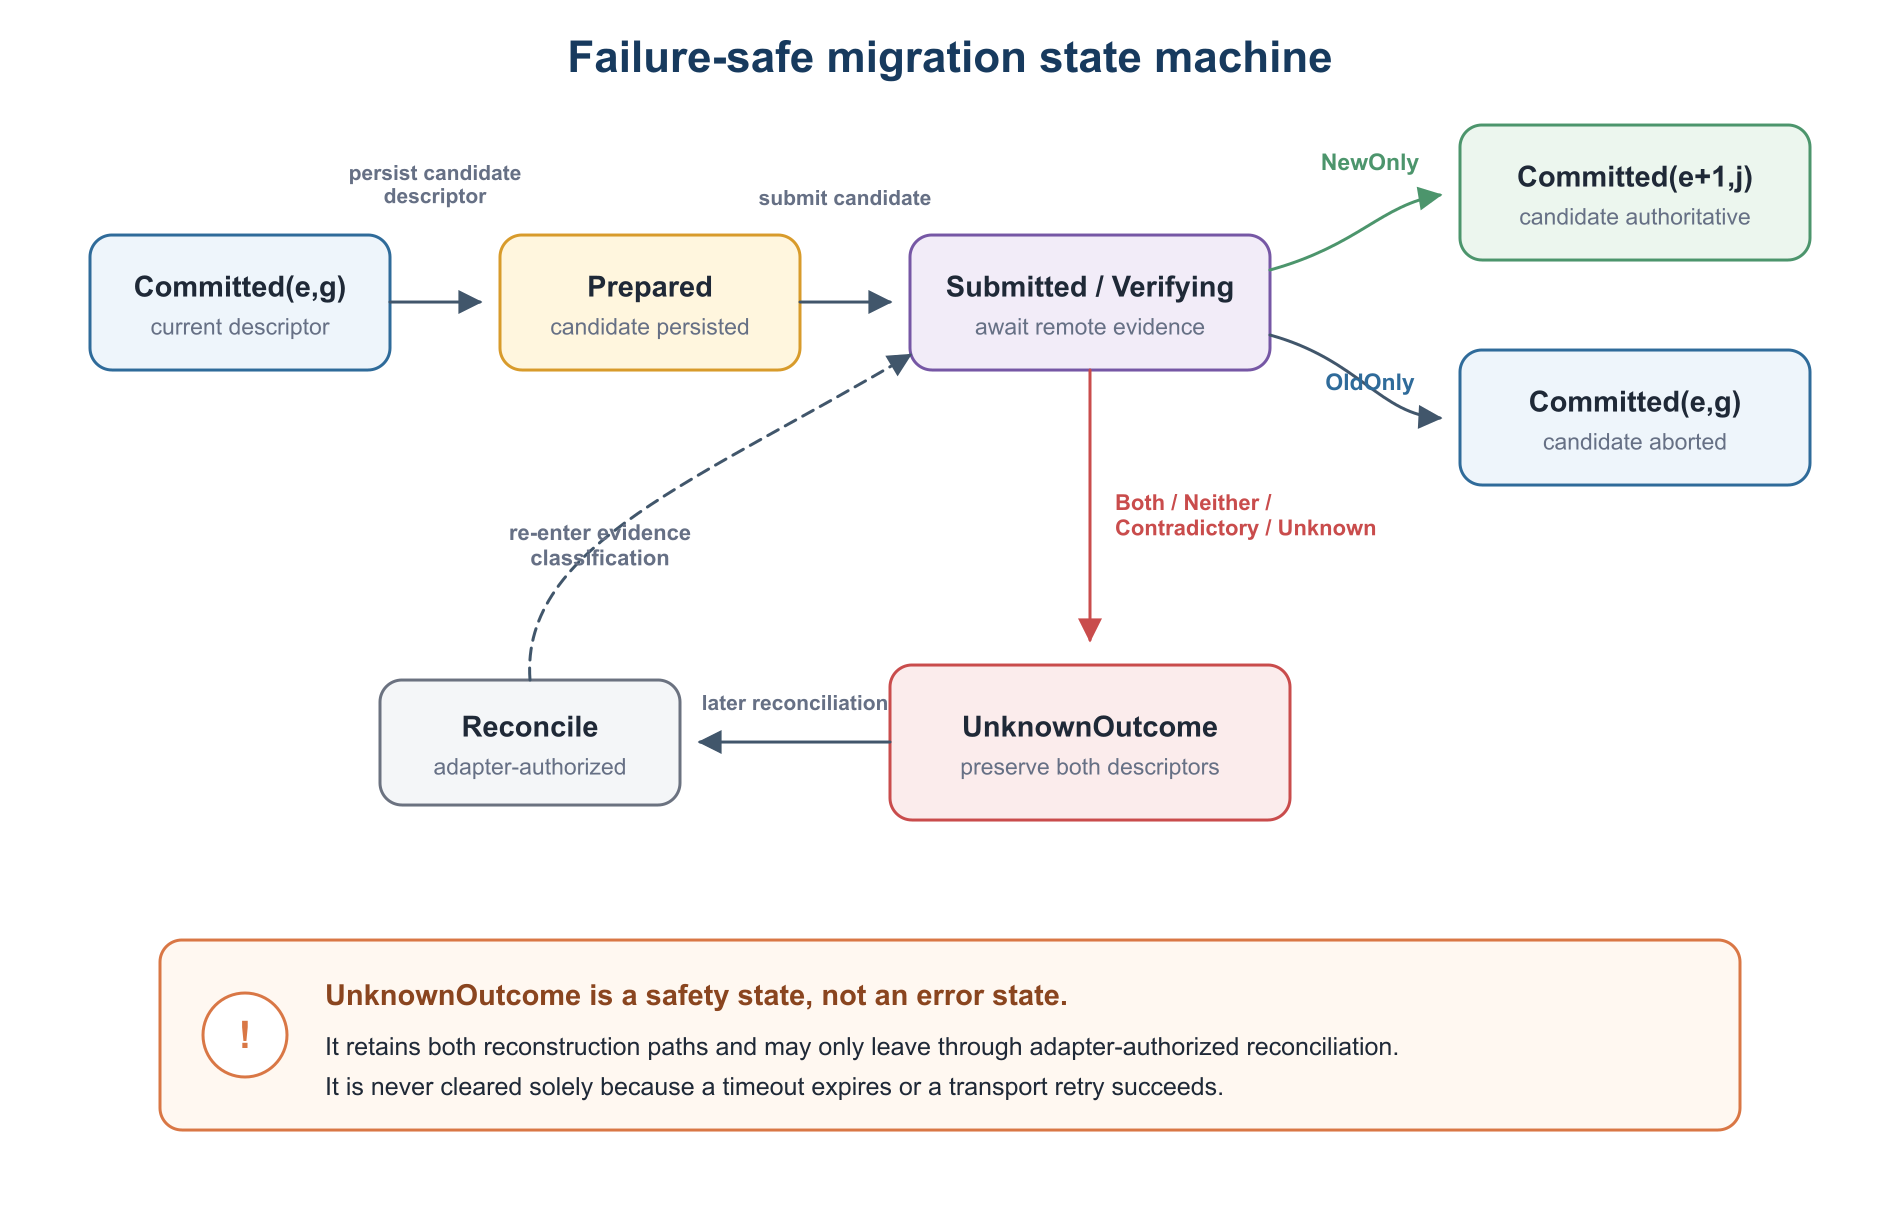 Failure-safe migration state machine
persist candidate
descriptor
submit candidate
NewOnly
Committed(e+1,j)
candidate authoritative
Committed(e,g)
current descriptor
Prepared
candidate persisted
Submitted / Verifying
await remote evidence
OldOnly
Committed(e,g)
candidate aborted
Both / Neither /
Contradictory / Unknown
re-enter evidence
classification
Reconcile
adapter-authorized
later reconciliation
UnknownOutcome
preserve both descriptors
!
UnknownOutcome is a safety state, not an error state.
It retains both reconstruction paths and may only leave through adapter-authorized reconciliation.
It is never cleared solely because a timeout expires or a transport retry succeeds.